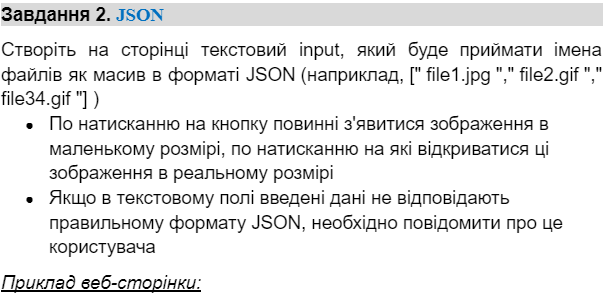 Завдання 2. JSON
Створіть на сторінці текстовий input, який буде приймати імена
файлів як масив в форматі JSON (наприклад, [" file1.jpg "," file2.gif ","
file34.gif "] )
• По натисканню на кнопку повинні з'явитися зображення в
маленькому розмірі, по натисканню на які відкриватися ці
зображення в реальному розмірі
• Якщо в текстовому полі введені дані не відповідають
правильному формату JSON, необхідно повідомити про це
користувача
Приклад веб-сторінки: